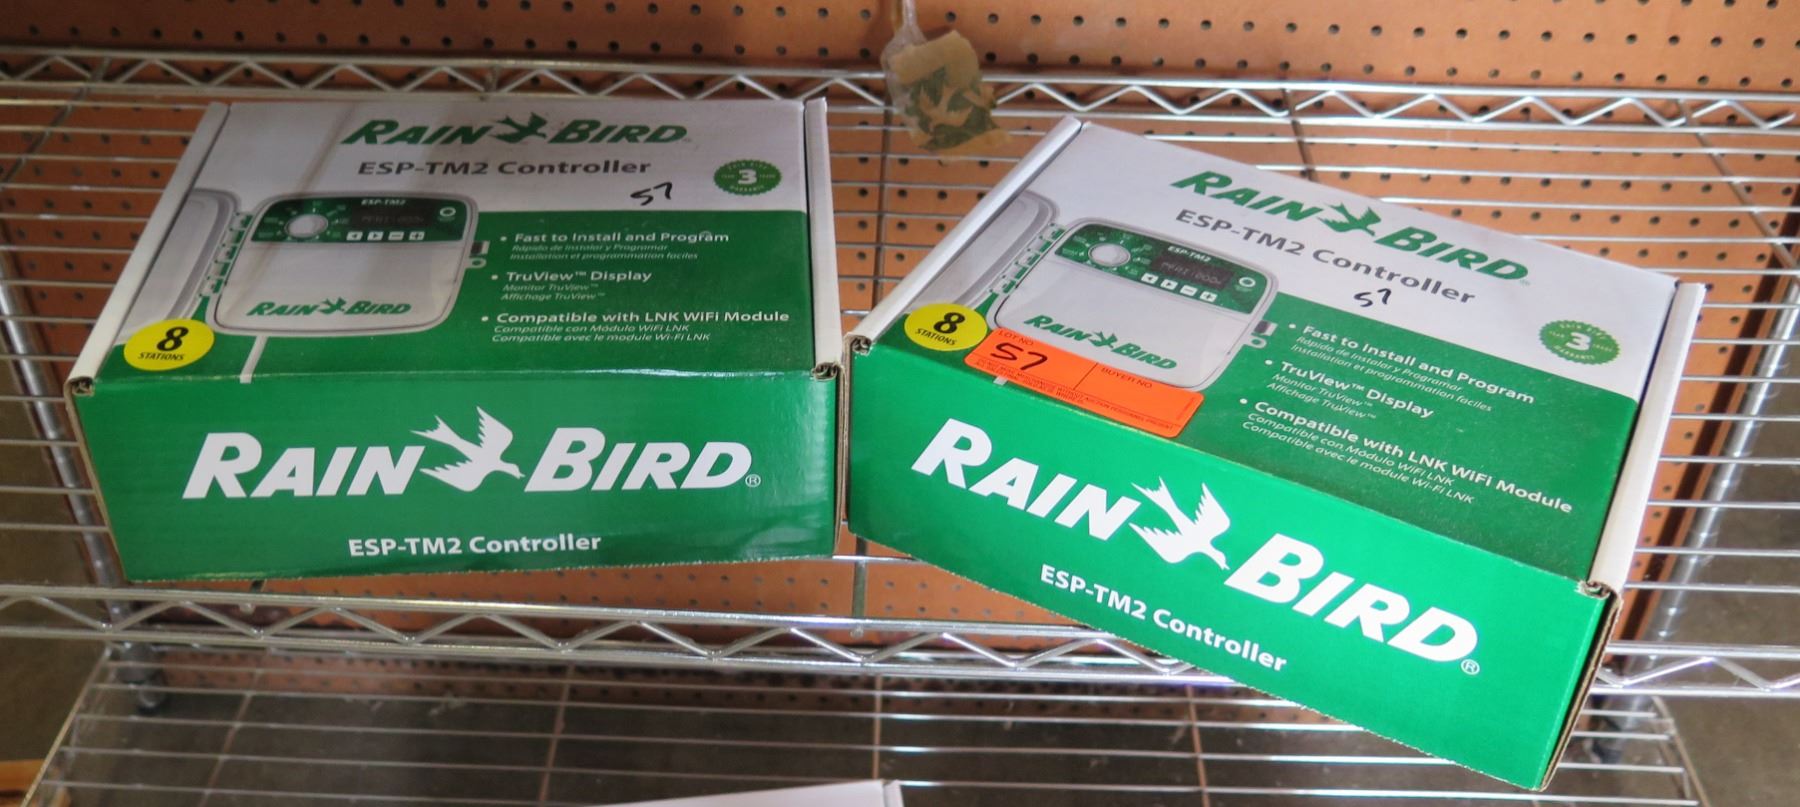 RAIN BIRD
ESP-TM2 Controller
57
3
ESP-TM2
RAIN BIRD
• Fast to Install and Program
Rápido de Instalar y Programar
Installation et programmation faciles
• TruView™ Display
Monitor TruView™
Affichage TruView™
• Compatible with LNK WiFi Module
Compatible con Módulo WiFi LNK
Compatible avec le module Wi-Fi LNK
8
STATIONS
RAIN BIRD®
ESP-TM2 Controller
RAIN BIRD
ESP-TM2 Controller
57
3
ESP-TM2
RAIN BIRD
• Fast to Install and Program
Rápido de Instalar y Programar
Installation et programmation faciles
• TruView™ Display
Monitor TruView™
Affichage TruView™
• Compatible with LNK WiFi Module
Compatible con Módulo WiFi LNK
Compatible avec le module Wi-Fi LNK
8
STATIONS
LOT NO.
57
BUYER NO.
RAIN BIRD®
ESP-TM2 Controller